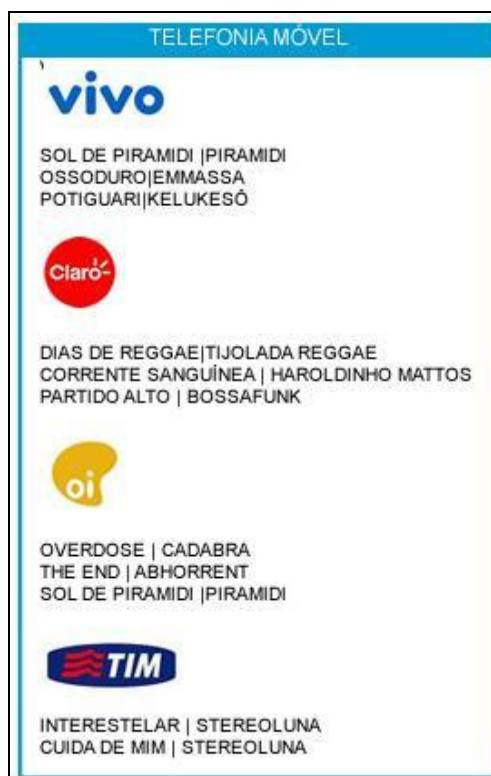 TELEFONIA MÓVEL
vivo
SOL DE PIRAMIDI |PIRAMIDI
OSSODURO|EMMASSA
POTIGUARI|KELUKESÔ
Claro
DIAS DE REGGAE|TIJOLADA REGGAE
CORRENTE SANGUÍNEA | HAROLDINHO MATTOS
PARTIDO ALTO | BOSSAFUNK
oi
OVERDOSE | CADABRA
THE END | ABHORRENT
SOL DE PIRAMIDI |PIRAMIDI
TIM
INTERESTELAR | STEREOLUNA
CUIDA DE MIM | STEREOLUNA